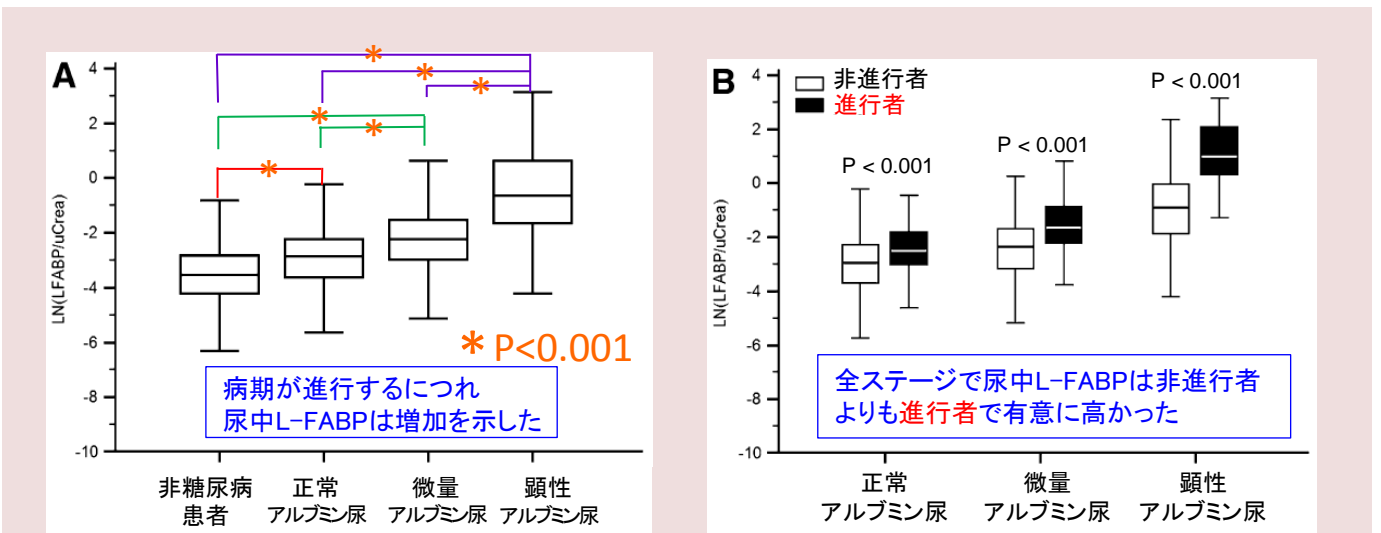 A
LN(LFABP/uCrea)
4
2
0
-2
-4
-6
-8
-10
*
*
*
*
*
*
* P<0.001
病期が進行するにつれ
尿中L-FABPは増加を示した
非糖尿病 正常 微量 顕性
患者 アルブミン尿 アルブミン尿 アルブミン尿
B
非進行者
進行者
LN(LFABP/uCrea)
4
2
0
-2
-4
-6
-8
-10
P < 0.001
P < 0.001
P < 0.001
全ステージで尿中L-FABPは非進行者
よりも進行者で有意に高かった
正常 微量 顕性
アルブミン尿 アルブミン尿 アルブミン尿